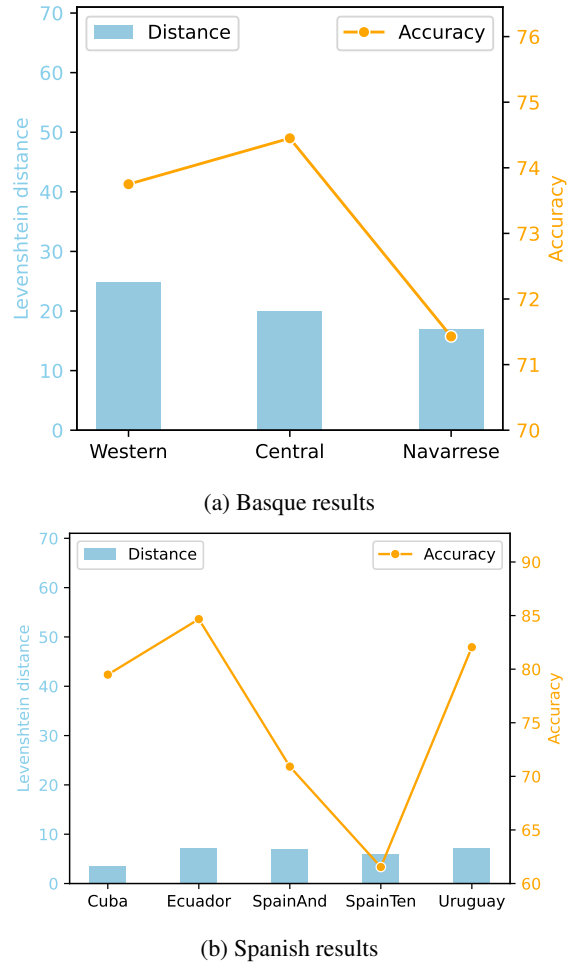 Distance
Accuracy
Levenshtein distance
70
60
50
40
30
20
10
0
76
75
74
73
72
71
70
Accuracy
Western Central Navarrese
(a) Basque results
Distance
Accuracy
Levenshtein distance
70
60
50
40
30
20
10
0
90
85
80
75
70
65
60
Accuracy
Cuba Ecuador SpainAnd SpainTen Uruguay
(b) Spanish results